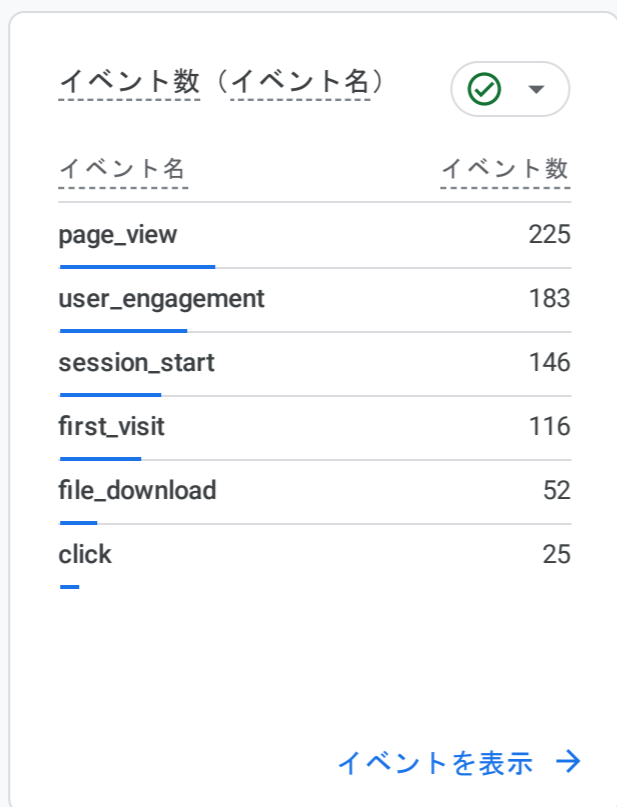 イベント数（イベント名）
イベント名 イベント数
page_view 225
user_engagement 183
session_start 146
first_visit 116
file_download 52
click 25
イベントを表示 →